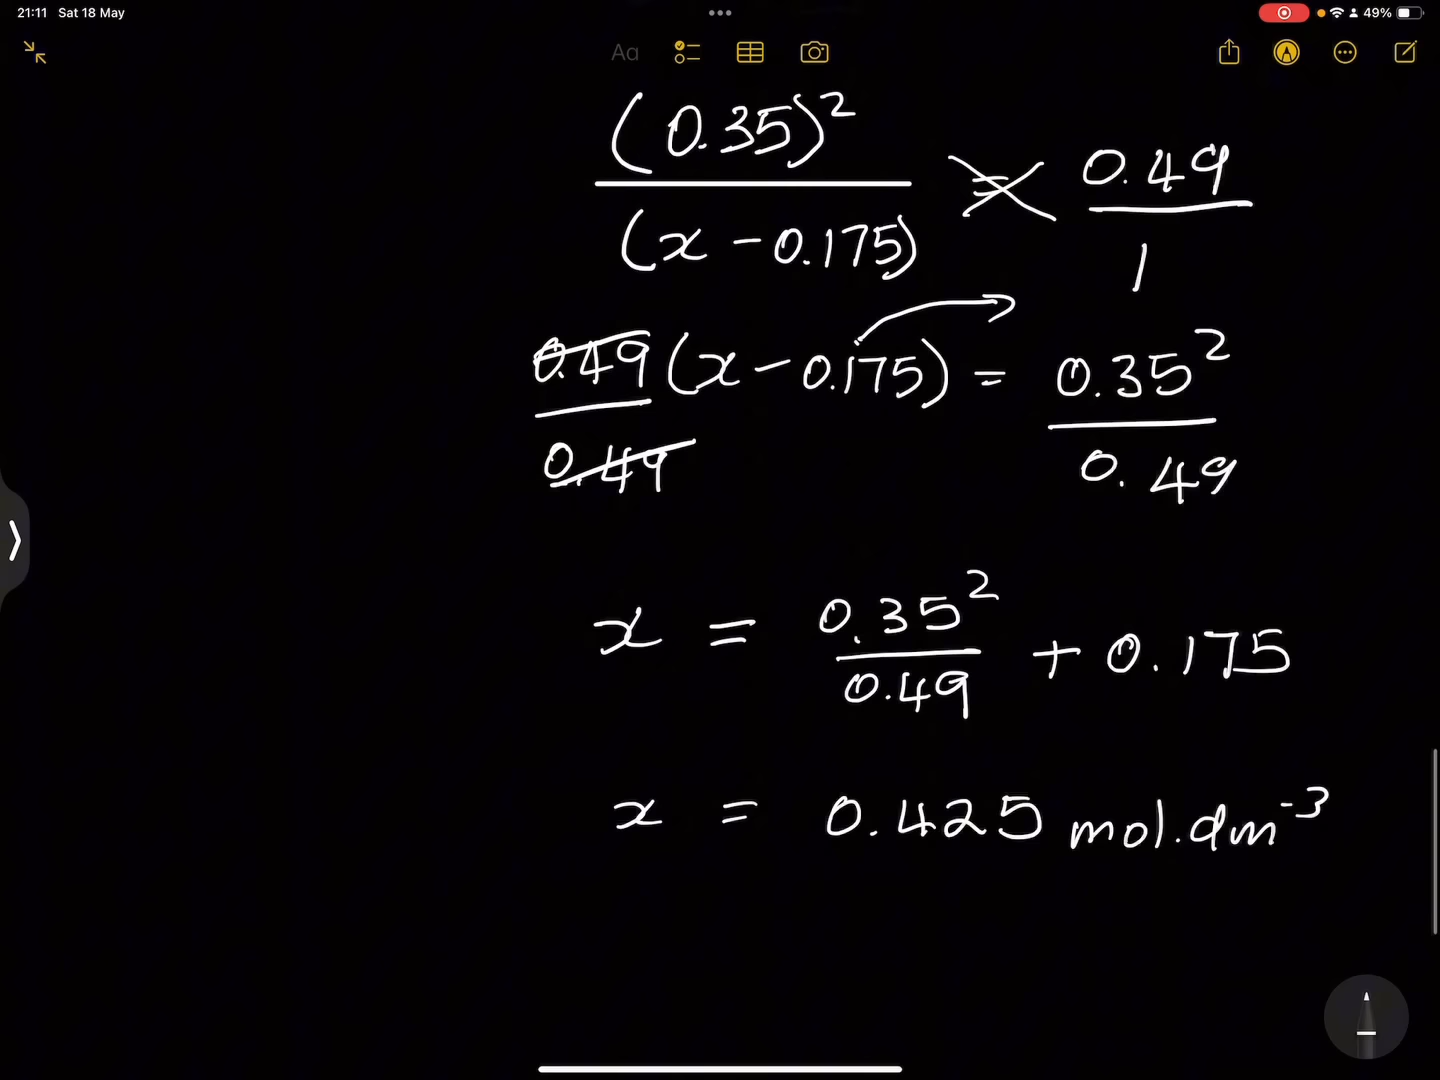 21:11 Sat 18 May
49%
Aa
(0.35)²
(x - 0.175)
=
0.49
1
0.49 (x - 0.175) = 0.35²
0.49
0.49
x = 0.35² + 0.175
0.49
x = 0.425 mol.dm⁻³